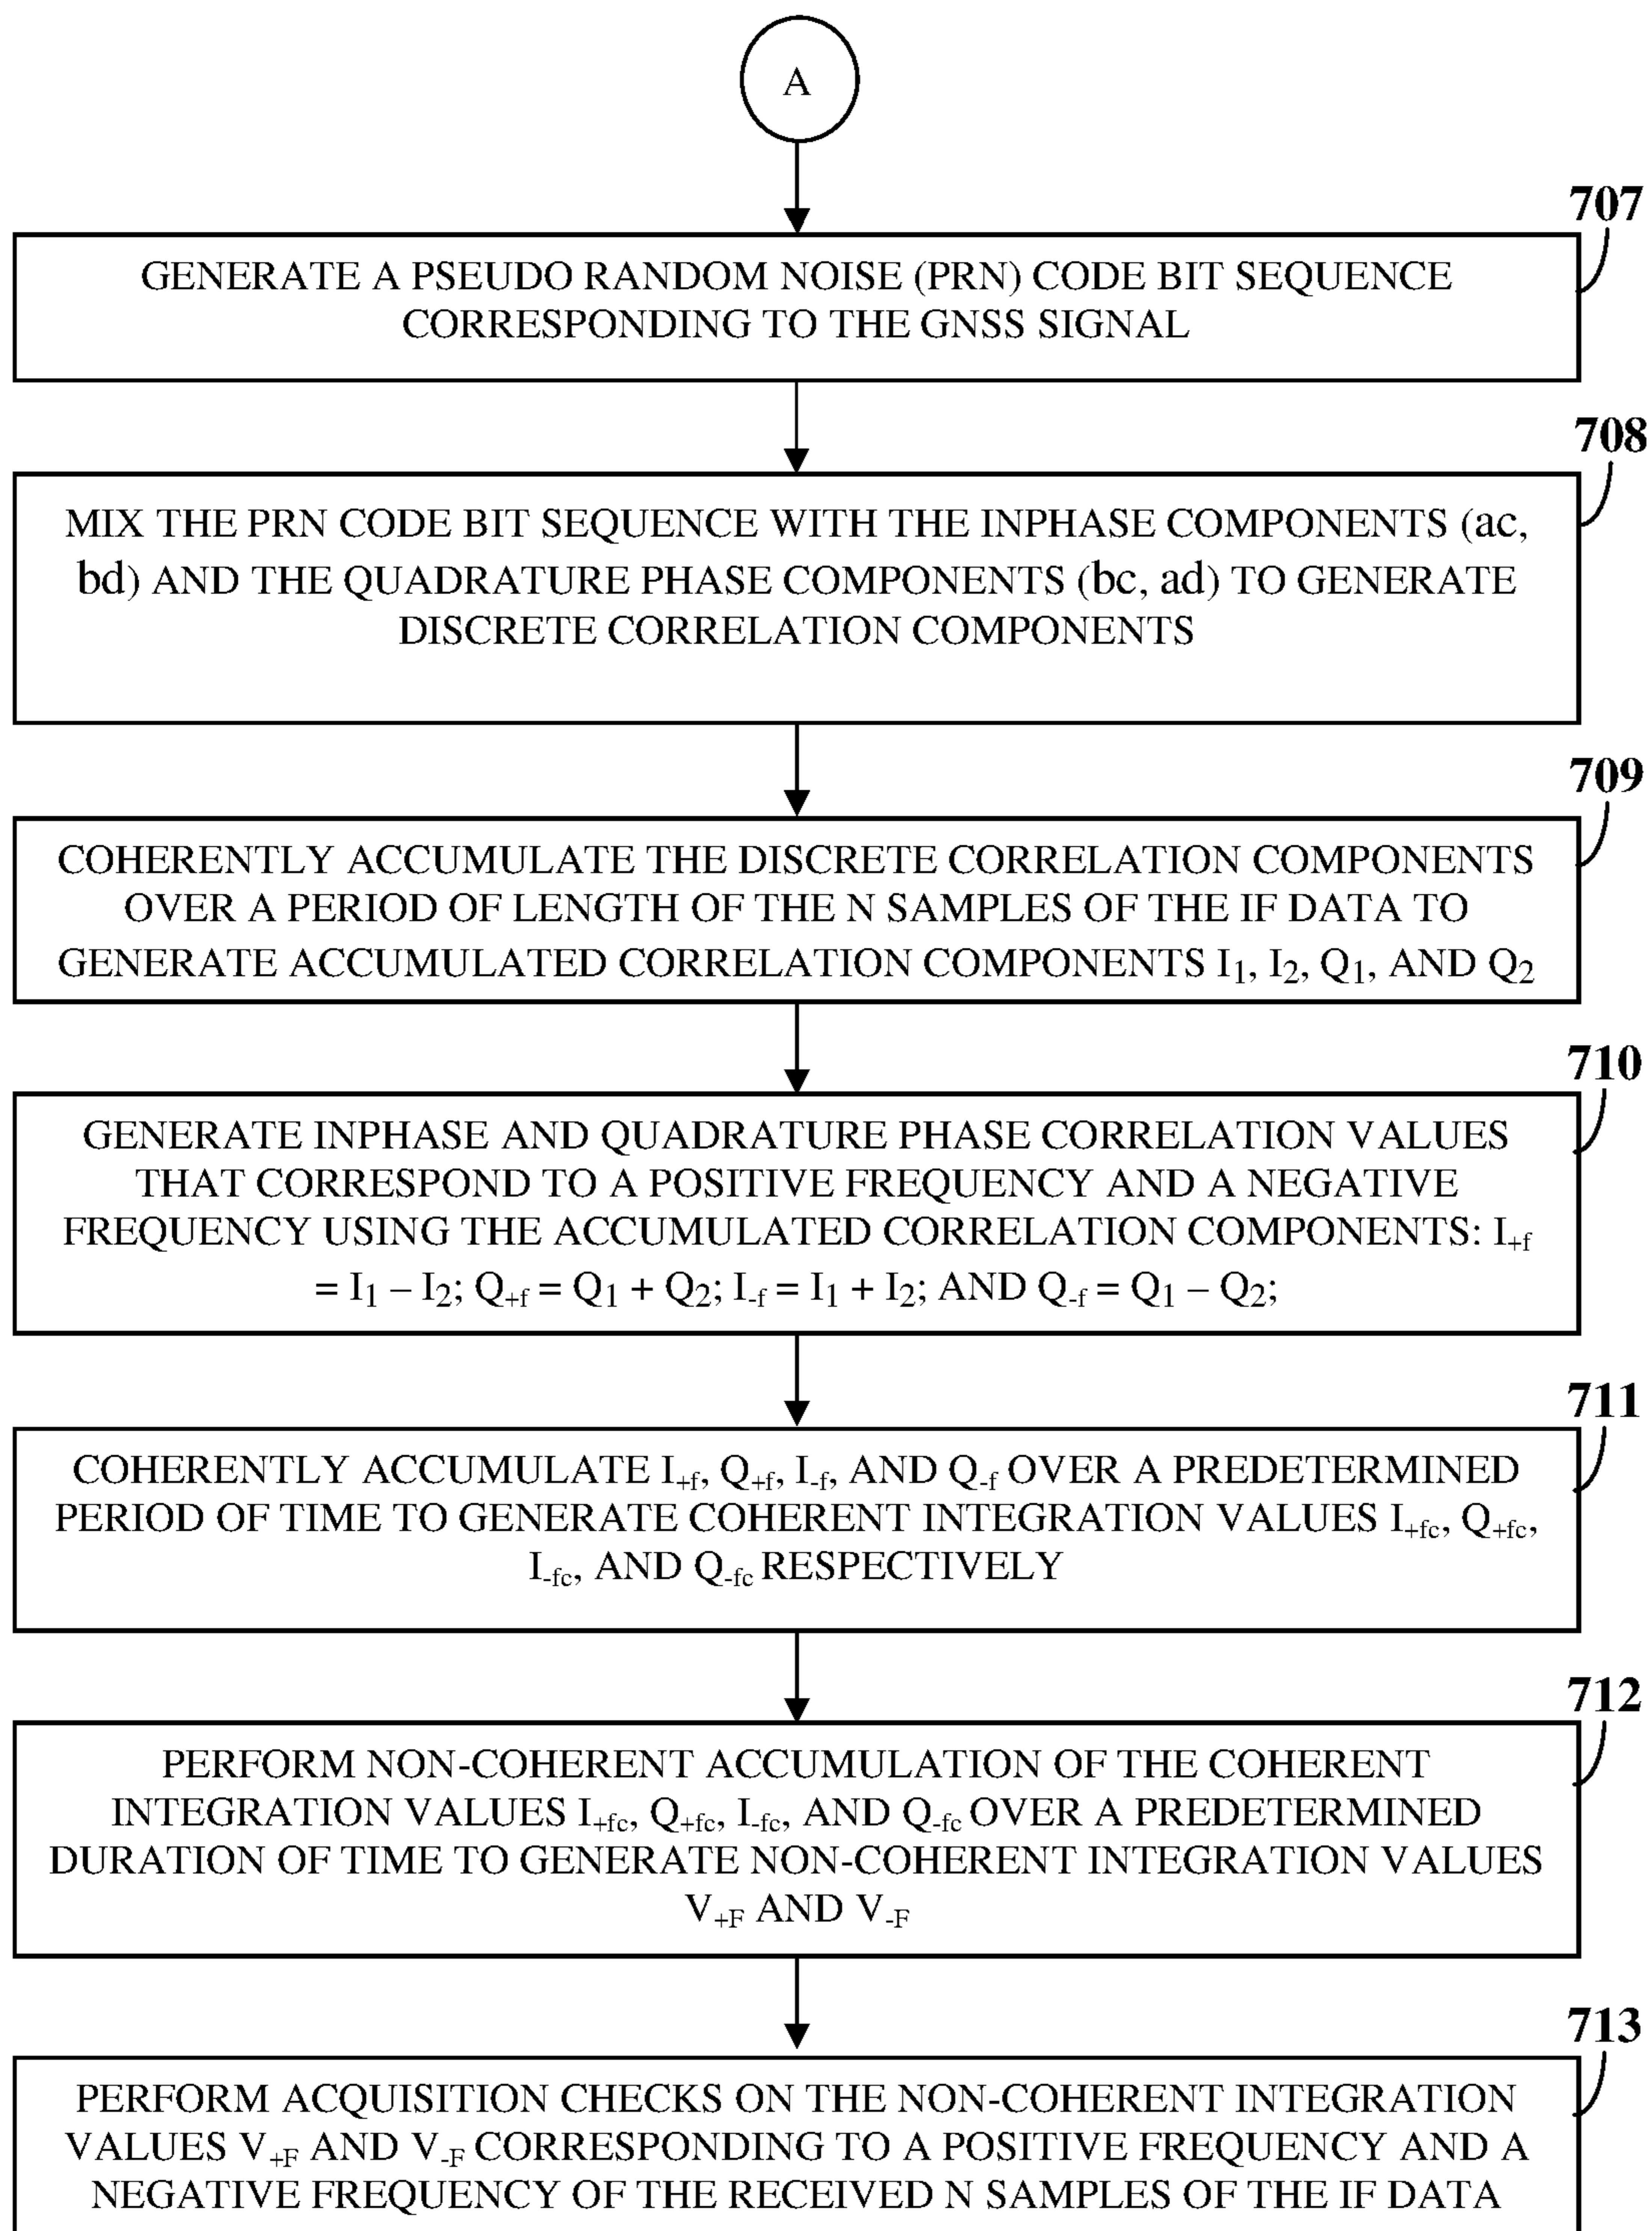 A
707
GENERATE A PSEUDO RANDOM NOISE (PRN) CODE BIT SEQUENCE
CORRESPONDING TO THE GNSS SIGNAL
708
MIX THE PRN CODE BIT SEQUENCE WITH THE INPHASE COMPONENTS (ac,
bd) AND THE QUADRATURE PHASE COMPONENTS (bc, ad) TO GENERATE
DISCRETE CORRELATION COMPONENTS
709
COHERENTLY ACCUMULATE THE DISCRETE CORRELATION COMPONENTS
OVER A PERIOD OF LENGTH OF THE N SAMPLES OF THE IF DATA TO
GENERATE ACCUMULATED CORRELATION COMPONENTS I₁, I₂, Q₁, AND Q₂
710
GENERATE INPHASE AND QUADRATURE PHASE CORRELATION VALUES
THAT CORRESPOND TO A POSITIVE FREQUENCY AND A NEGATIVE
FREQUENCY USING THE ACCUMULATED CORRELATION COMPONENTS: I+f
= I₁ – I₂; Q+f = Q₁ + Q₂; I-f = I₁ + I₂; AND Q-f = Q₁ – Q₂;
711
COHERENTLY ACCUMULATE I+f, Q+f, I-f, AND Q-f OVER A PREDETERMINED
PERIOD OF TIME TO GENERATE COHERENT INTEGRATION VALUES I+fc, Q+fc,
I-fc, AND Q-fc RESPECTIVELY
712
PERFORM NON-COHERENT ACCUMULATION OF THE COHERENT
INTEGRATION VALUES I+fc, Q+fc, I-fc, AND Q-fc OVER A PREDETERMINED
DURATION OF TIME TO GENERATE NON-COHERENT INTEGRATION VALUES
V+F AND V-F
713
PERFORM ACQUISITION CHECKS ON THE NON-COHERENT INTEGRATION
VALUES V+F AND V-F CORRESPONDING TO A POSITIVE FREQUENCY AND A
NEGATIVE FREQUENCY OF THE RECEIVED N SAMPLES OF THE IF DATA